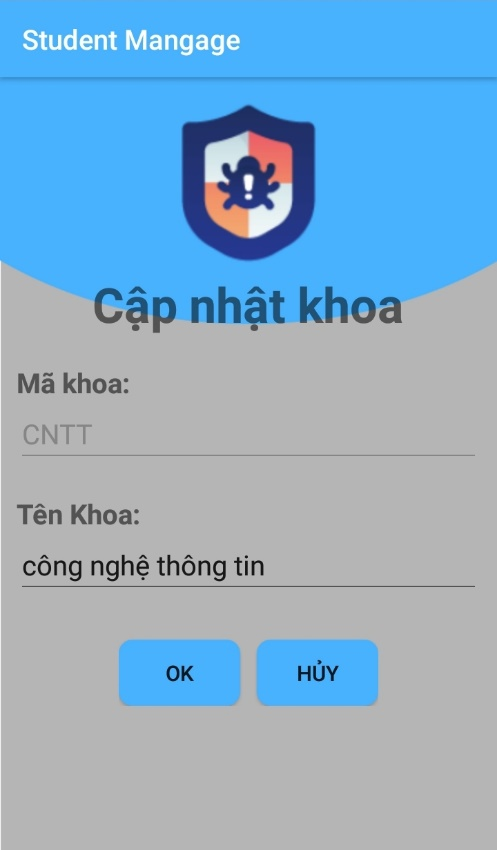 Student Mangage
Cập nhật khoa
Mã khoa:
CNTT
Tên Khoa:
công nghệ thông tin
OK
HỦY